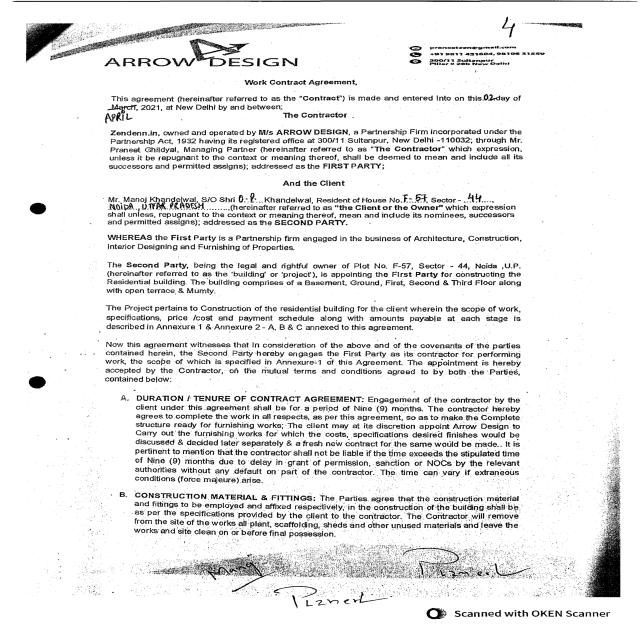 4
ARROW DESIGN
pransatzan@gmail.com
300/11 Sultanpur
Pillar # 28b New Delhi
Work Contract Agreement,
This agreement (hereinafter referred to as the "Contract") is made and entered into on this 02 day of
March, 2021, at New Delhi by and between;
APRIL
The Contractor
Zendenn.in, owned and operated by M/s ARROW DESIGN, a Partnership Firm incorporated under the
Partnership Act, 1932 having its registered office at 300/11 Sultanpur, New Delhi -110032; through Mr.
Praneet Ghildyal, Managing Partner (hereinafter referred to as "The Contractor" which expression,
unless it be repugnant to the context or meaning thereof, shall be deemed to mean and include all its
successors and permitted assigns); addressed as the FIRST PARTY;
And the Client
Mr. Manoj Khandelwal, S/O Shri O.P. Khandelwal, Resident of House No. F-57 Sector - 44....,
NOIDA, UTTAR PRADESH.......(hereinafter referred to as "the Client or the Owner" which expression
shall unless, repugnant to the context or meaning thereof, mean and include its nominees, successors
and permitted assigns); addressed as the SECOND PARTY.
WHEREAS the First Party is a Partnership firm engaged in the business of Architecture, Construction,
Interior Designing and Furnishing of Properties.
The Second Party, being the legal and rightful owner of Plot No. F-57, Sector - 44, Noida ,U.P.
(hereinafter referred to as the 'building' or 'project'), is appointing the First Party for constructing the
Residential building. The building comprises of a Basement, Ground, First, Second & Third Floor along
with open terrace & Mumty.
The Project pertains to Construction of the residential building for the client wherein the scope of work,
specifications, price /cost and payment schedule along with amounts payable at each stage is
described in Annexure 1 & Annexure 2 - A, B & C annexed to this agreement.
Now this agreement witnesses that in consideration of the above and of the covenants of the parties
contained herein, the Second Party hereby engages the First Party as its contractor for performing
work, the scope of which is specified in Annexure-1 of this Agreement. The appointment is hereby
accepted by the Contractor, on the mutual terms and conditions agreed to by both the Parties,
contained below:
A. DURATION / TENURE OF CONTRACT AGREEMENT: Engagement of the contractor by the
client under this agreement shall be for a period of Nine (9) months. The contractor hereby
agrees to complete the work in all respects, as per this agreement, so as to make the Complete
structure ready for furnishing works; The client may at its discretion appoint Arrow Design to
Carry out the furnishing works for which the costs, specifications desired finishes would be
discussed & decided later separately & a fresh new contract for the same would be made.. It is
pertinent to mention that the contractor shall not be liable if the time exceeds the stipulated time
of Nine (9) months due to delay in grant of permission, sanction or NOCs by the relevant
authorities without any default on part of the contractor. The time can vary if extraneous
conditions (force majeure) arise.
B. CONSTRUCTION MATERIAL & FITTINGS: The Parties agree that the construction material
and fittings to be employed and affixed respectively, in the construction of the building shall be
as per the specifications provided by the client to the contractor. The Contractor will remove
from the site of the works all plant, scaffolding, sheds and other unused materials and leave the
works and site clean on or before final possession.
Scanned with OKEN Scanner